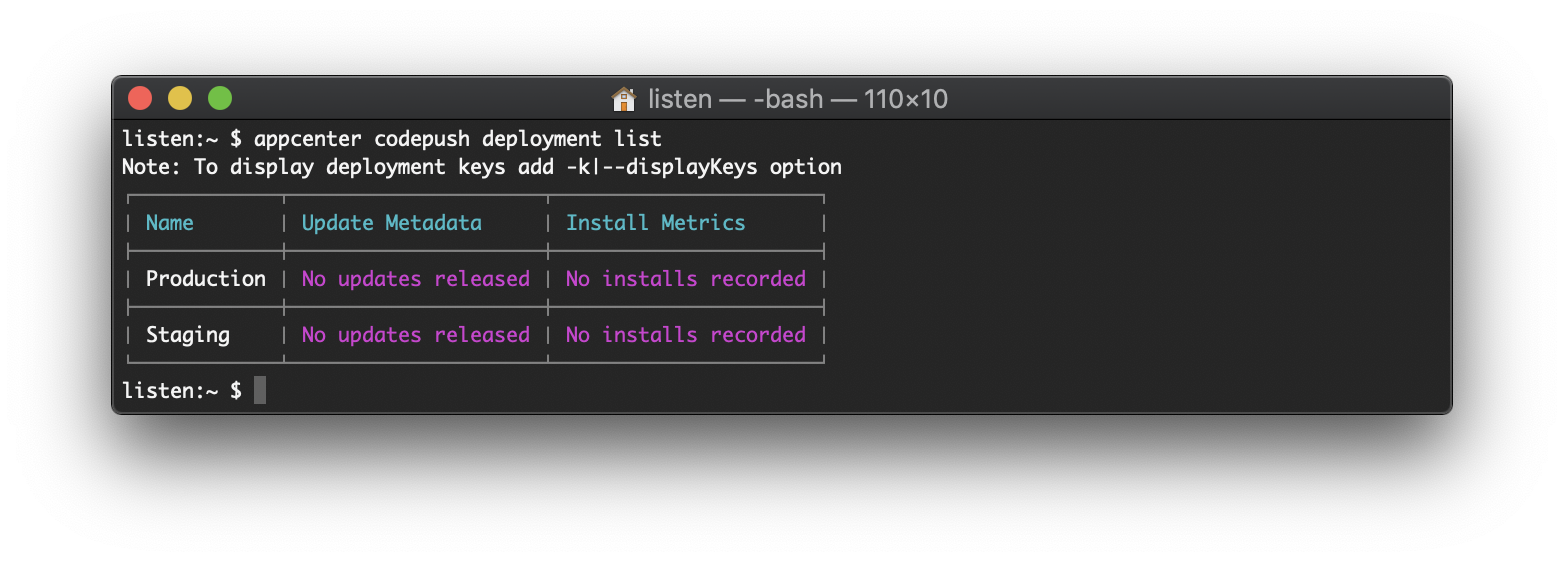 listen — -bash — 110×10
listen:~ $ appcenter codepush deployment list
Note: To display deployment keys add -k|--displayKeys option
Name Update Metadata Install Metrics
Production No updates released No installs recorded
Staging No updates released No installs recorded
listen:~ $